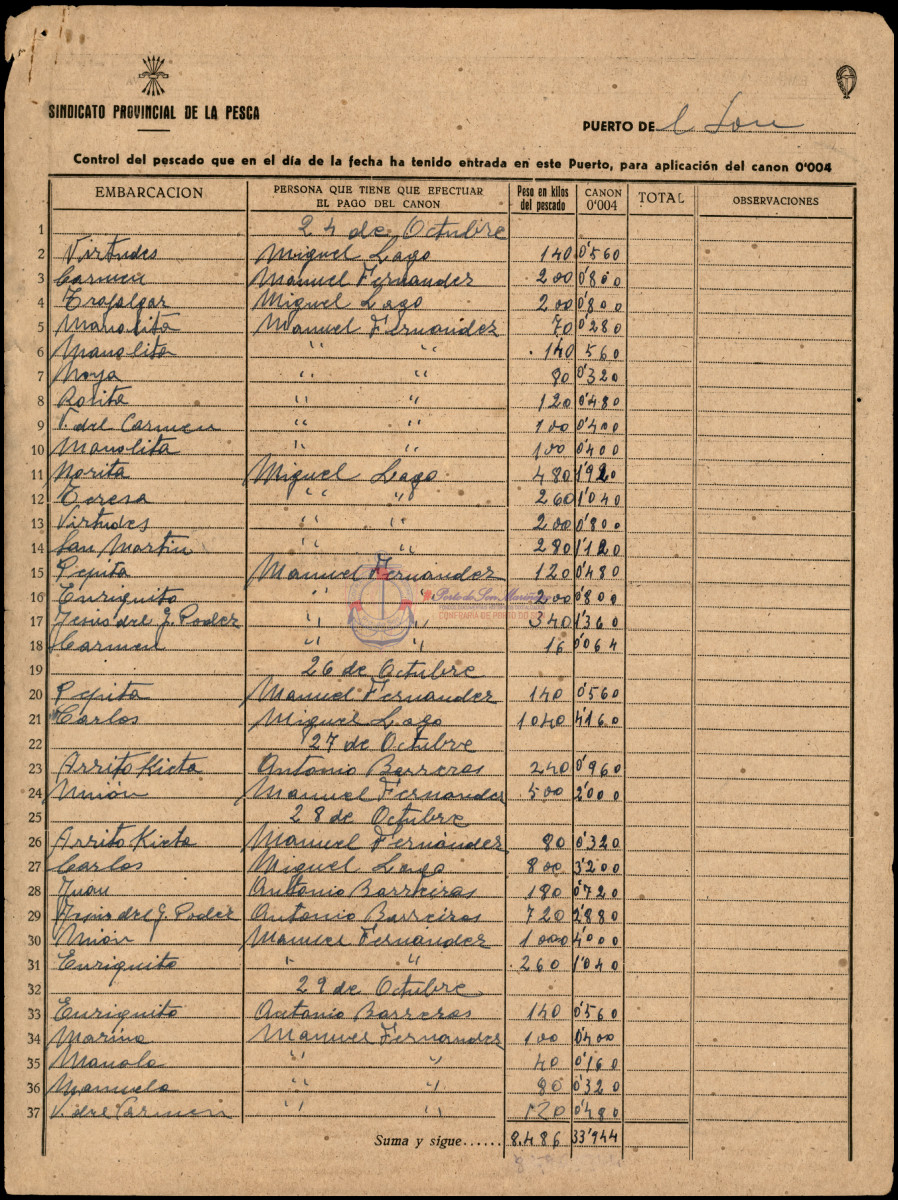 SINDICATO PROVINCIAL DE LA PESCA
PUERTO DE
Control del pescado que en el día de la fecha ha tenido entrada en este Puerto, para aplicación del canon 0'004
EMBARCACION PERSONA QUE TIENE QUE EFECTUAR EL PAGO DEL CANON Peso en kilos del pescado CANON 0'004 TOTAL OBSERVACIONES
1 24 de Octubre
2 Virtudes Miguel Lago 140 0'560
3 Carmen Manuel Fernandez 200 0'800
4 Trafalgar Miguel Lago 200 0'800
5 Manolita Manuel Fernandez 70 0'280
6 Manolita " " 140 560
7 Noya " " 80 0'320
8 Rosita " " 120 0'480
9 V. del Carmen " " 100 0'400
10 Manolita " " 100 0'400
11 Norita Miguel Lago 480 1'920
12 Teresa " " 260 1'040
13 Virtudes " " 200 0'800
14 San Martin " " 280 1'120
15 Pepita Manuel Fernandez 120 0'480
16 Enriquito " " 200 0'800
17 Jesus del G. Poder " " 340 1'360
18 Carmen " " 16 0'064
19 26 de Octubre
20 Pepita Manuel Fernandez 140 0'560
21 Carlos Miguel Lago 1040 4'160
22 27 de Octubre
23 Arrita Kieta Antonio Barreras 240 0'960
24 Unión Manuel Fernandez 500 2'000
25 28 de Octubre
26 Arrita Kieta Manuel Fernández 80 0'320
27 Carlos Miguel Lago 800 3'200
28 Juan Antonio Barreiras 180 0'720
29 Jesus del G. Poder Antonio Barreiros 720 2'880
30 Unión Manuel Fernández 1000 4'000
31 Enriquito " " 260 1'040
32 29 de Octubre
33 Enriquito Antonio Barreras 140 0'560
34 Marina Manuel Fernandez 100 0'400
35 Manolo " " 40 0'160
36 Manuela " " 80 0'320
37 V. del Carmen " " 120 0'480
Suma y sigue...... 8.486 33'944